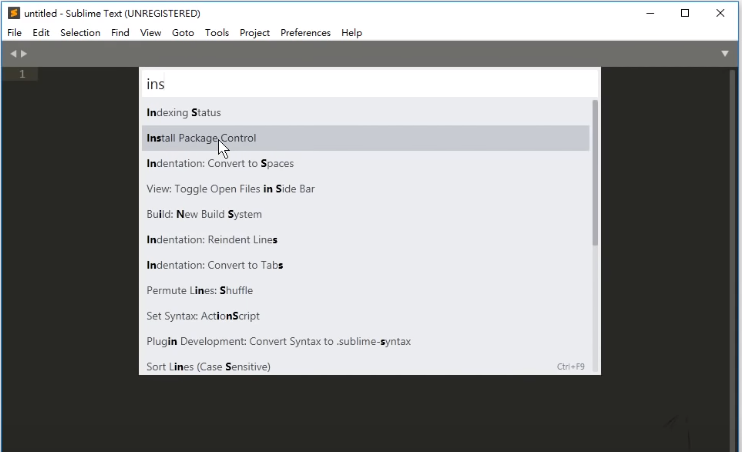 untitled - Sublime Text (UNREGISTERED)
File Edit Selection Find View Goto Tools Project Preferences Help
1
ins
Indexing Status
Install Package Control
Indentation: Convert to Spaces
View: Toggle Open Files in Side Bar
Build: New Build System
Indentation: Reindent Lines
Indentation: Convert to Tabs
Permute Lines: Shuffle
Set Syntax: ActionScript
Plugin Development: Convert Syntax to .sublime-syntax
Sort Lines (Case Sensitive) Ctrl+F9